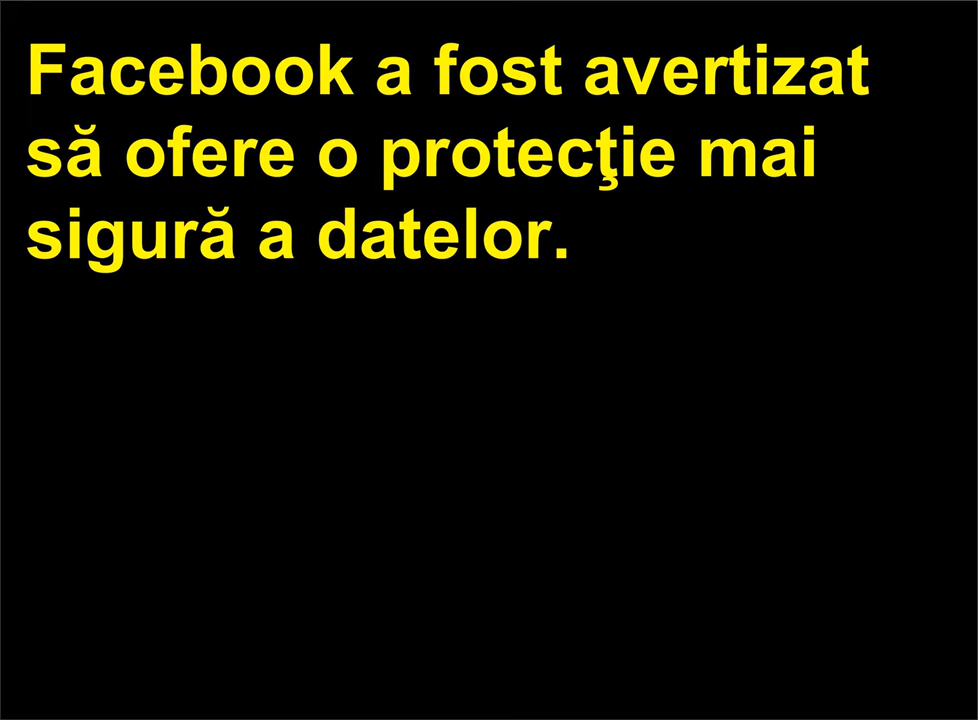 Facebook a fost avertizat
să ofere o protecţie mai
sigură a datelor.